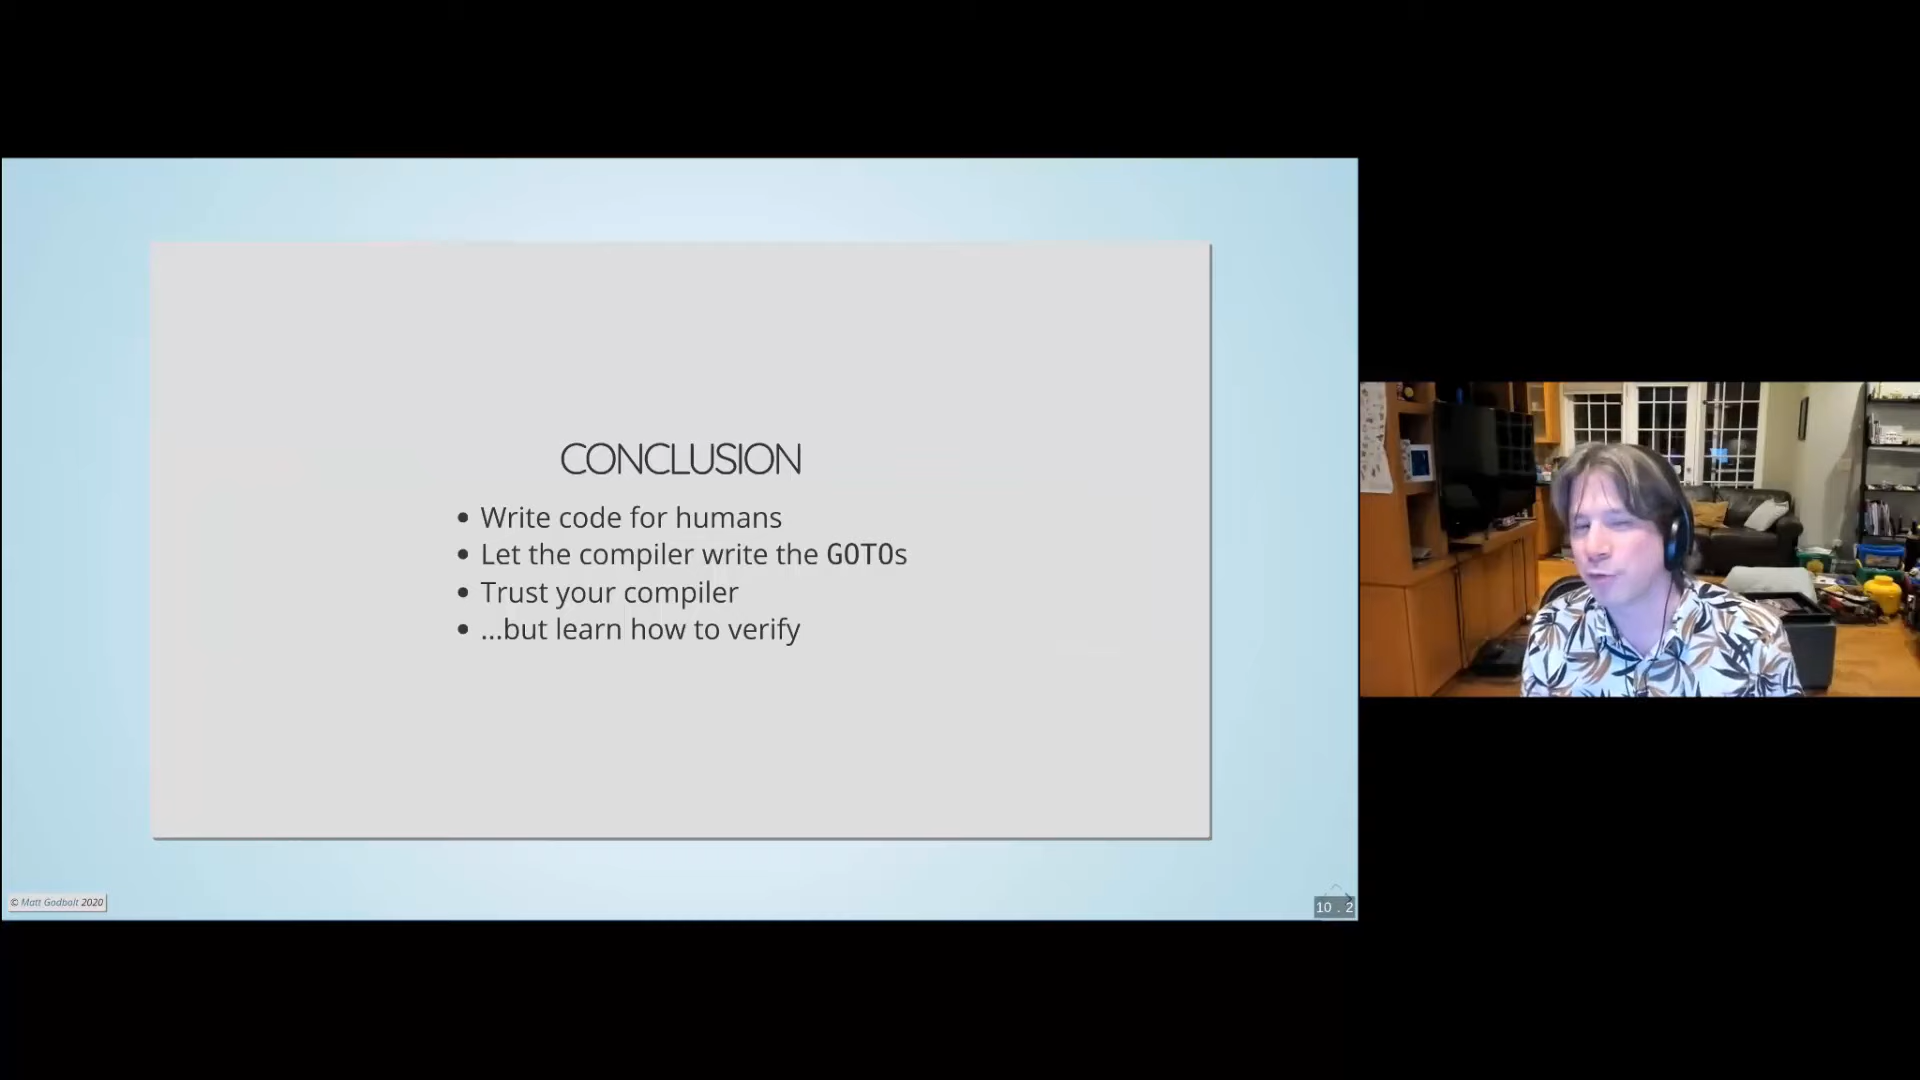 CONCLUSION
• Write code for humans
• Let the compiler write the GOTOs
• Trust your compiler
• ...but learn how to verify
© Matt Godbolt 2020
10 . 2